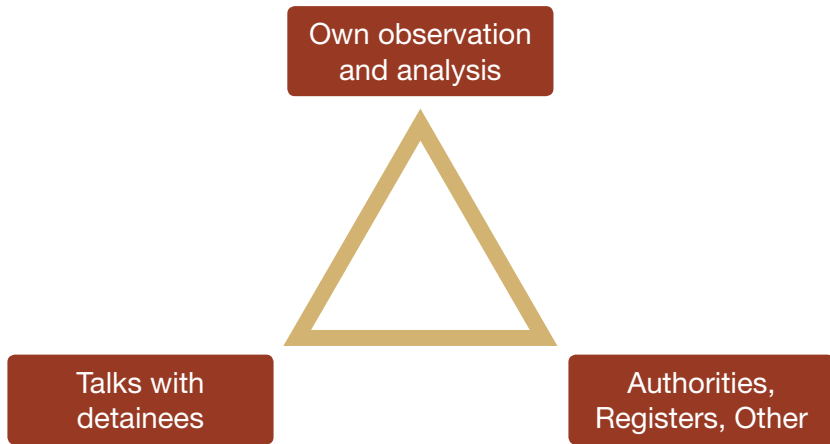 Own observation
and analysis
Talks with
detainees
Authorities,
Registers, Other